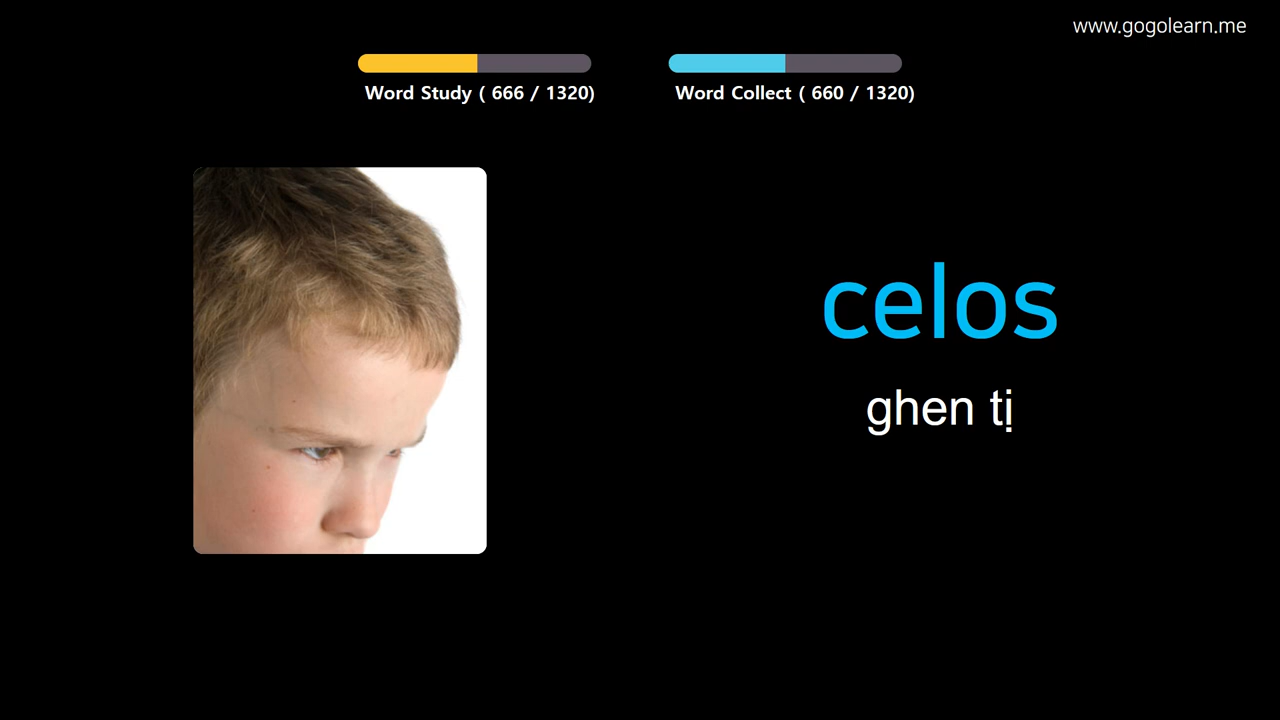 www.gogolearn.me
Word Study ( 666 / 1320)
Word Collect ( 660 / 1320)
celos
ghen tị